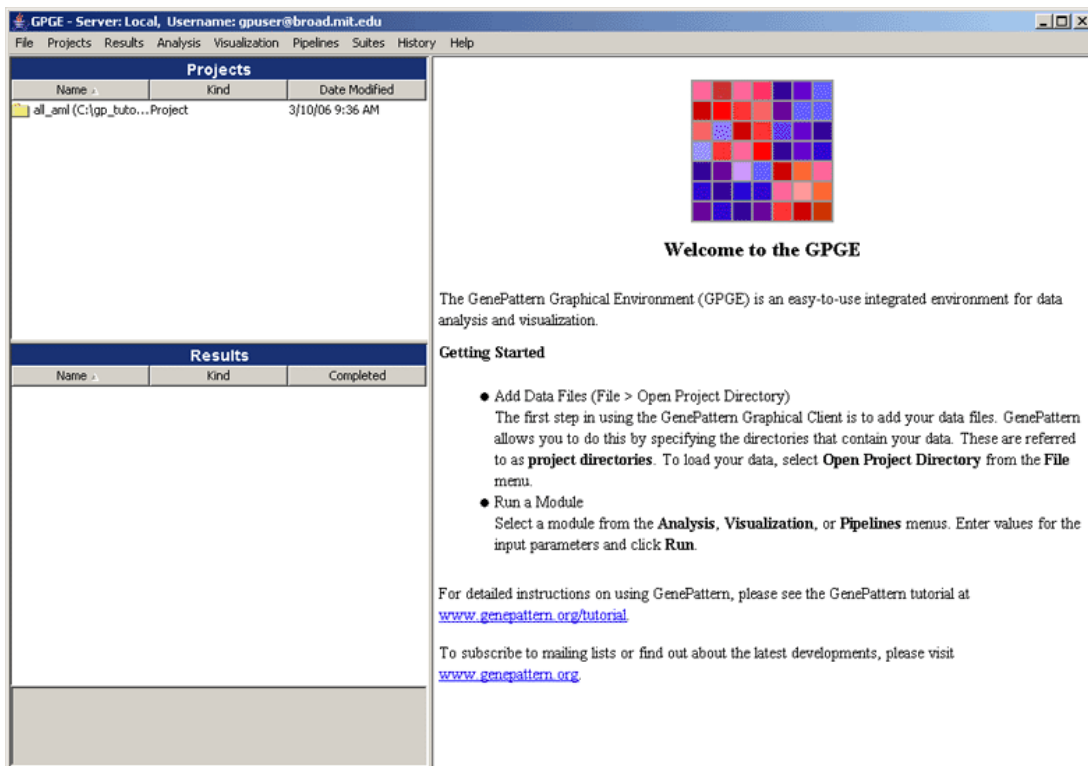 GPGE - Server: Local, Username: gpuser@broad.mit.edu
File Projects Results Analysis Visualization Pipelines Suites History Help
Projects
Name Kind Date Modified
all_aml (C:\gp_tuto... Project 3/10/06 9:36 AM
Results
Name Kind Completed
Welcome to the GPGE
The GenePattern Graphical Environment (GPGE) is an easy-to-use integrated environment for data
analysis and visualization.
Getting Started
● Add Data Files (File > Open Project Directory)
The first step in using the GenePattern Graphical Client is to add your data files. GenePattern
allows you to do this by specifying the directories that contain your data. These are referred
to as project directories. To load your data, select Open Project Directory from the File
menu.
● Run a Module
Select a module from the Analysis, Visualization, or Pipelines menus. Enter values for the
input parameters and click Run.
For detailed instructions on using GenePattern, please see the GenePattern tutorial at
www.genepattern.org/tutorial.
To subscribe to mailing lists or find out about the latest developments, please visit
www.genepattern.org.